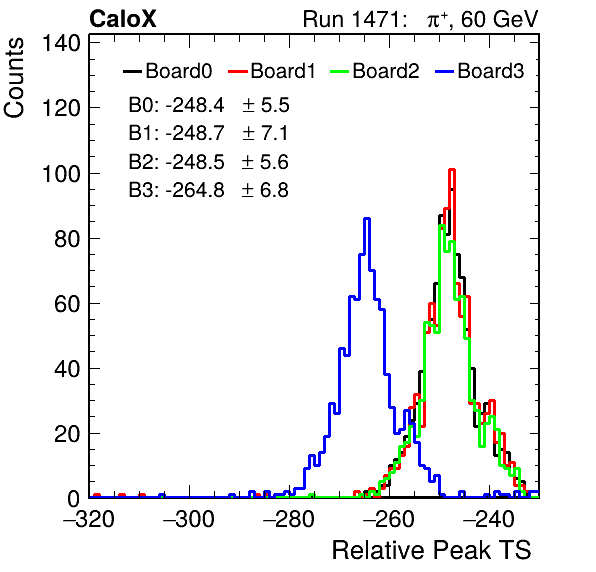 CaloX Run 1471: π⁺, 60 GeV
Counts
140
120
100
80
60
40
20
0
Board0 Board1 Board2 Board3
B0: -248.4 ± 5.5
B1: -248.7 ± 7.1
B2: -248.5 ± 5.6
B3: -264.8 ± 6.8
−320 −300 −280 −260 −240
Relative Peak TS